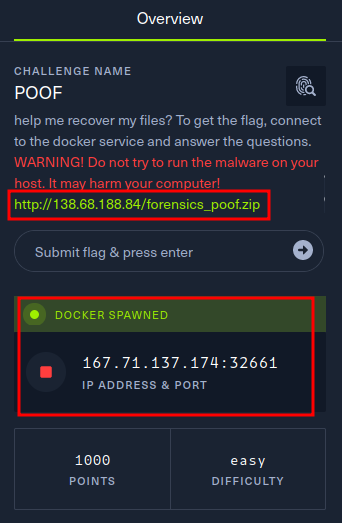 Overview
CHALLENGE NAME
POOF
help me recover my files? To get the flag, connect
to the docker service and answer the questions.
WARNING! Do not try to run the malware on your
host. It may harm your computer!
http://138.68.188.84/forensics_poof.zip
Submit flag & press enter
DOCKER SPAWNED
167.71.137.174:32661
IP ADDRESS & PORT
1000
easy
POINTS
DIFFICULTY